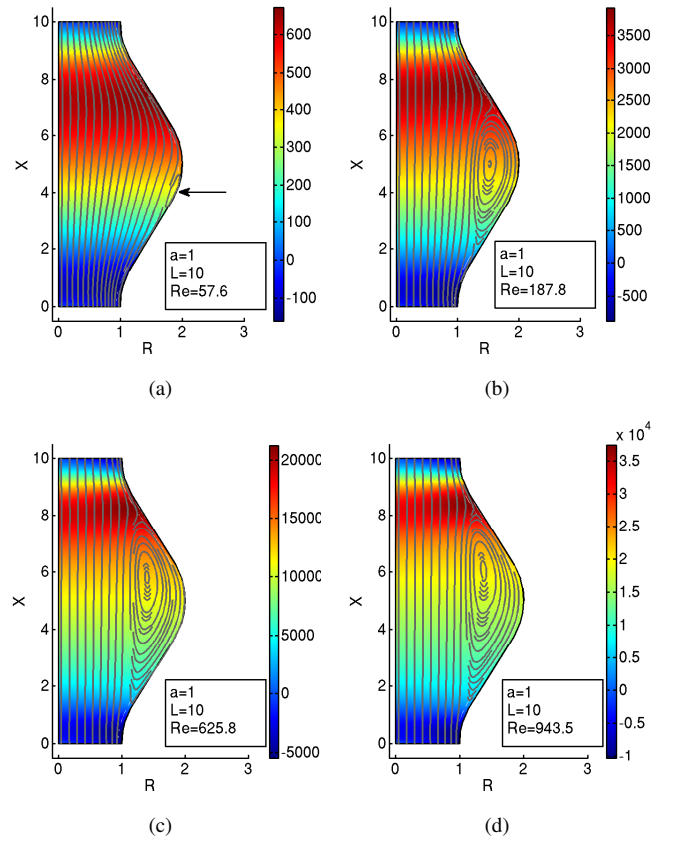 10
8
6
4
2
0
X
0
1
2
3
R
a=1
L=10
Re=57.6
600
500
400
300
200
100
0
-100
(a)
10
8
6
4
2
0
X
0
1
2
3
R
a=1
L=10
Re=187.8
3500
3000
2500
2000
1500
1000
500
0
-500
(b)
10
8
6
4
2
0
X
0
1
2
3
R
a=1
L=10
Re=625.8
20000
15000
10000
5000
0
-5000
(c)
10
8
6
4
2
0
X
0
1
2
3
R
a=1
L=10
Re=943.5
x 10^4
3.5
3
2.5
2
1.5
1
0.5
0
-0.5
-1
(d)